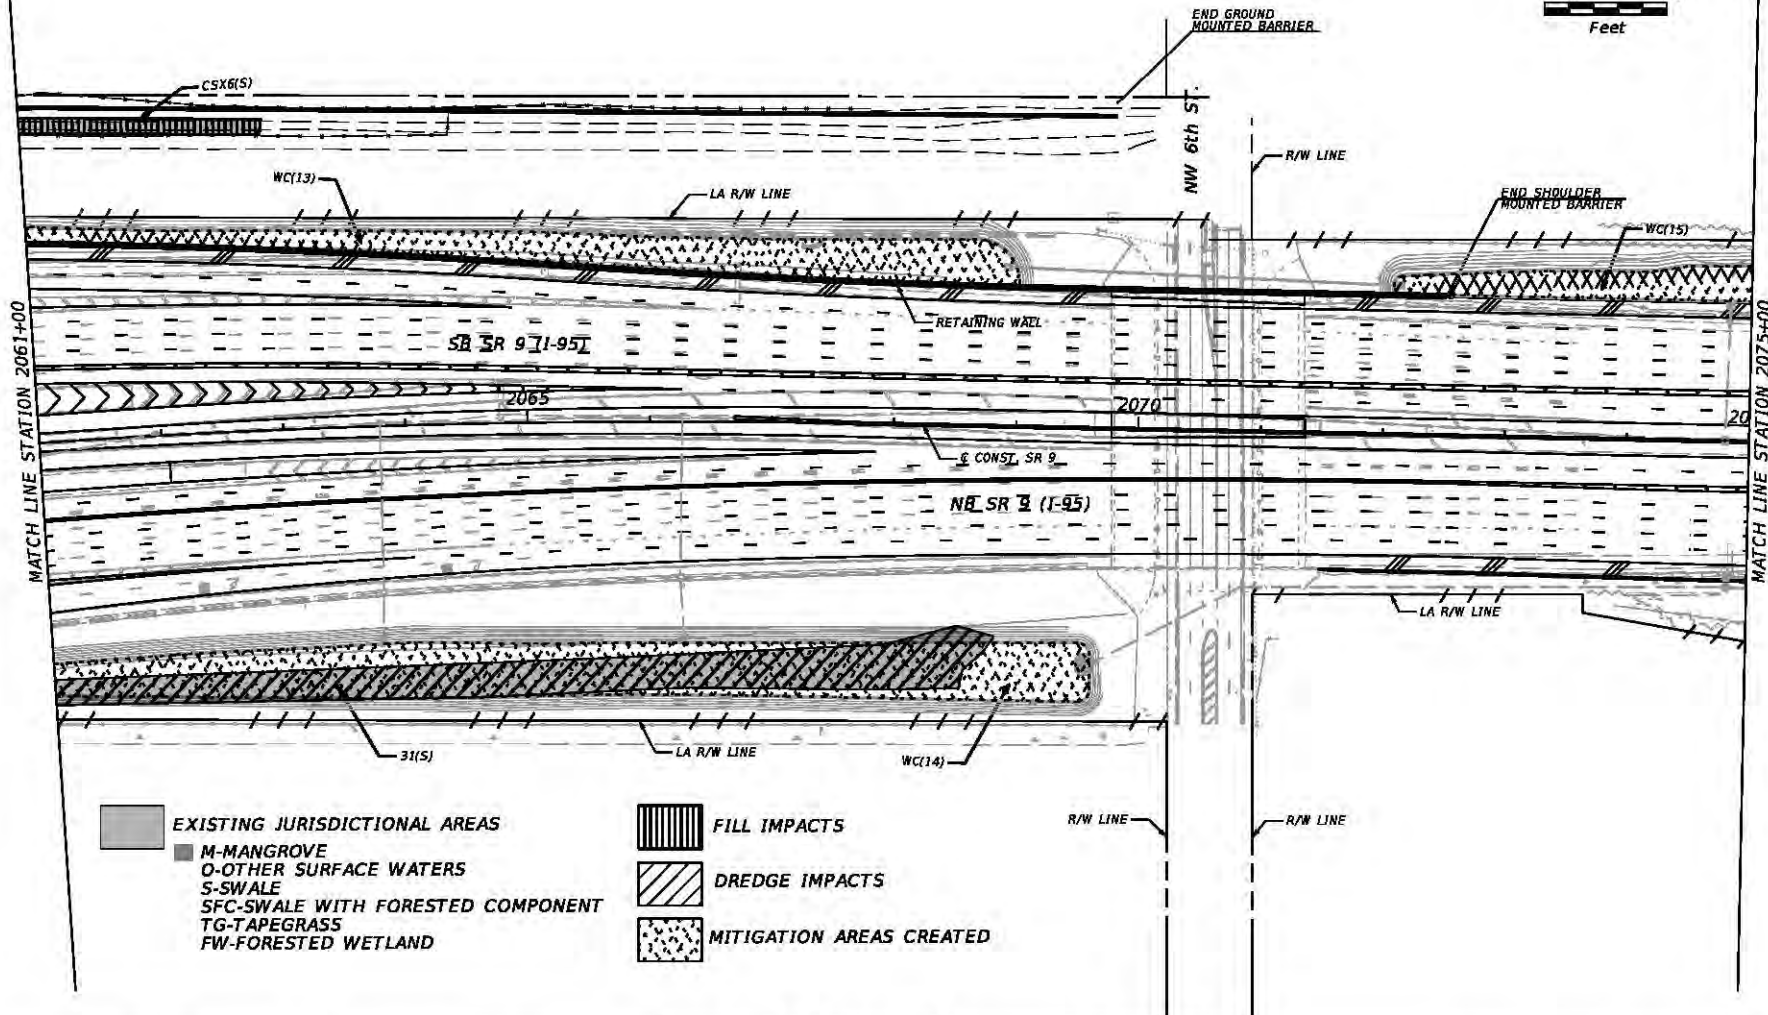 END GROUND
MOUNTED BARRIER
Feet
CSX6(S)
NW 6th ST.
R/W LINE
WC(13)
LA R/W LINE
END SHOULDER
MOUNTED BARRIER
WC(15)
RETAINING WALL
SB SR 9 (I-95)
MATCH LINE STATION 2061+00
MATCH LINE STATION 2075+00
2065
2070
20
℄ CONST. SR 9
NB SR 9 (I-95)
LA R/W LINE
31(S)
LA R/W LINE
WC(14)
R/W LINE
R/W LINE
EXISTING JURISDICTIONAL AREAS
M-MANGROVE
O-OTHER SURFACE WATERS
S-SWALE
SFC-SWALE WITH FORESTED COMPONENT
TG-TAPEGRASS
FW-FORESTED WETLAND
FILL IMPACTS
DREDGE IMPACTS
MITIGATION AREAS CREATED